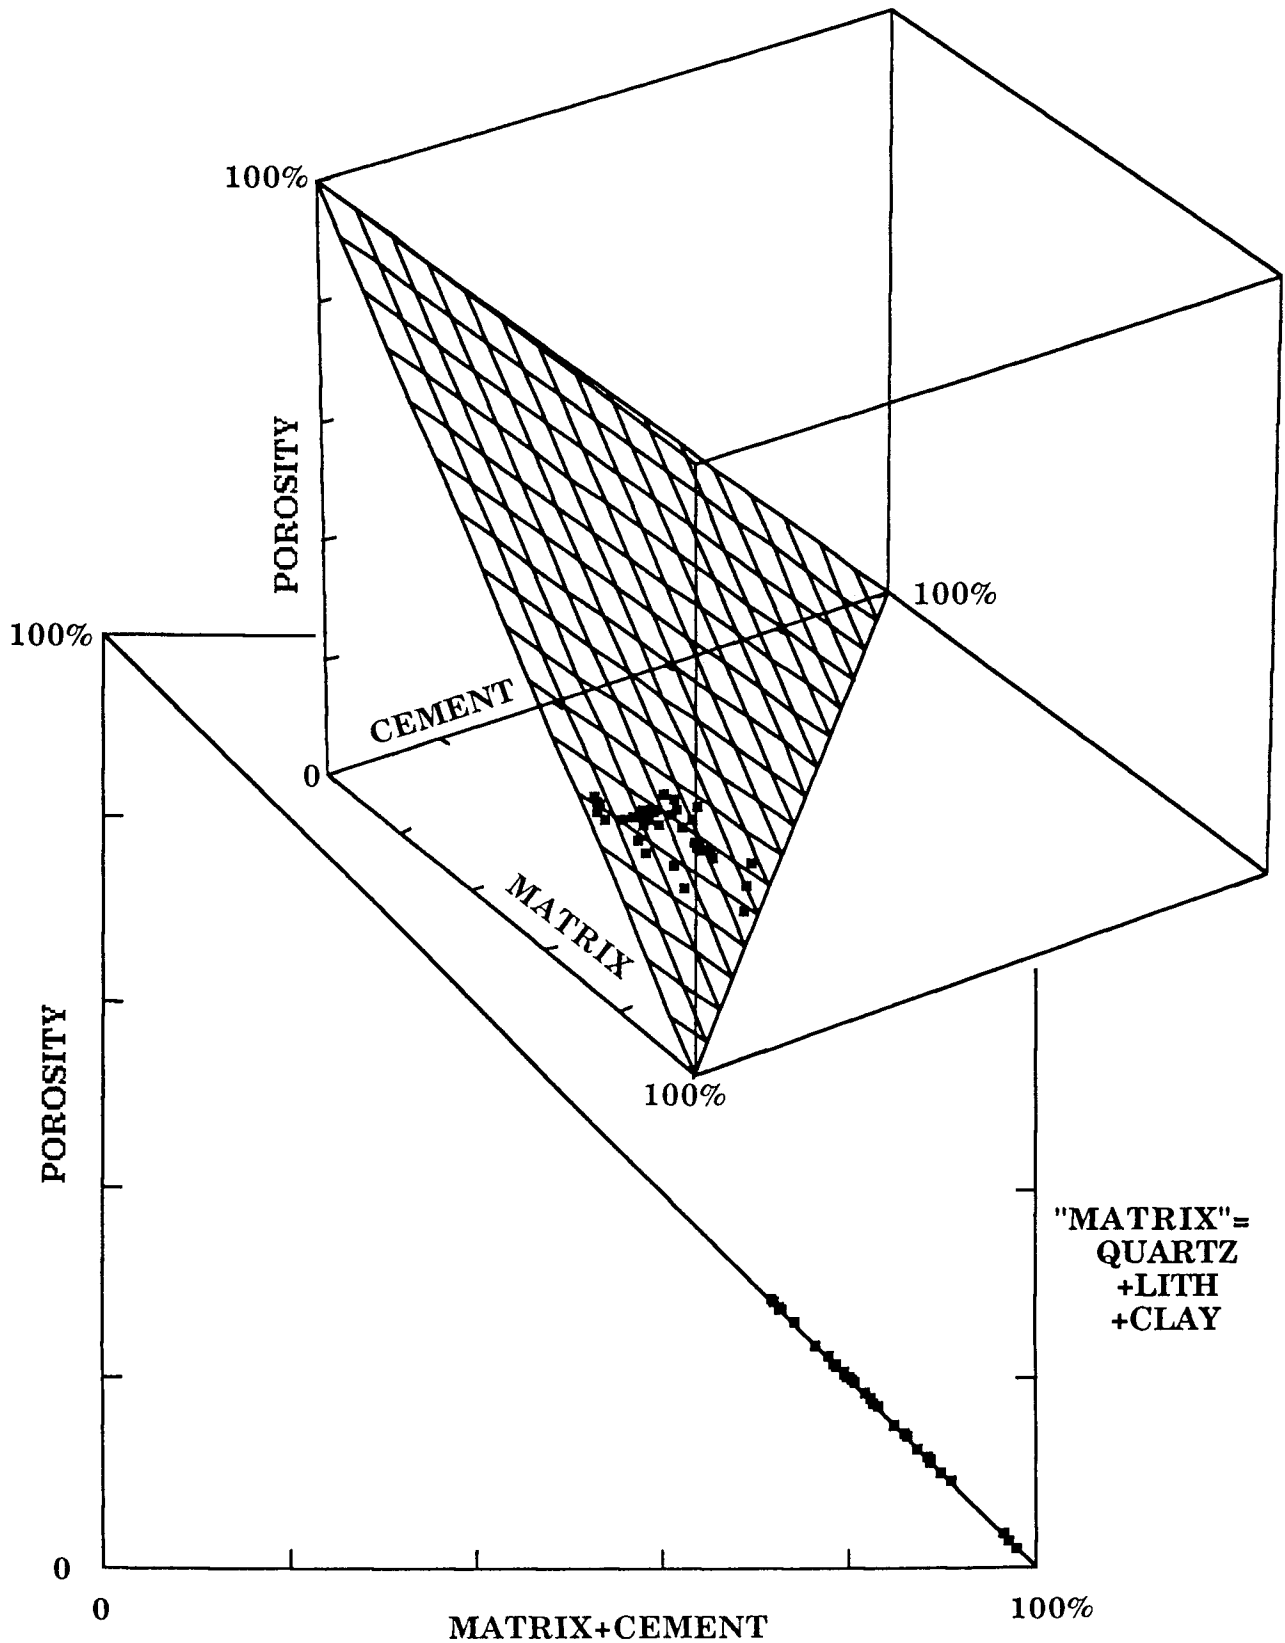 100%
POROSITY
100%
100%
CEMENT
0
MATRIX
100%
POROSITY
"MATRIX"=
QUARTZ
+LITH
+CLAY
0
0
100%
MATRIX+CEMENT